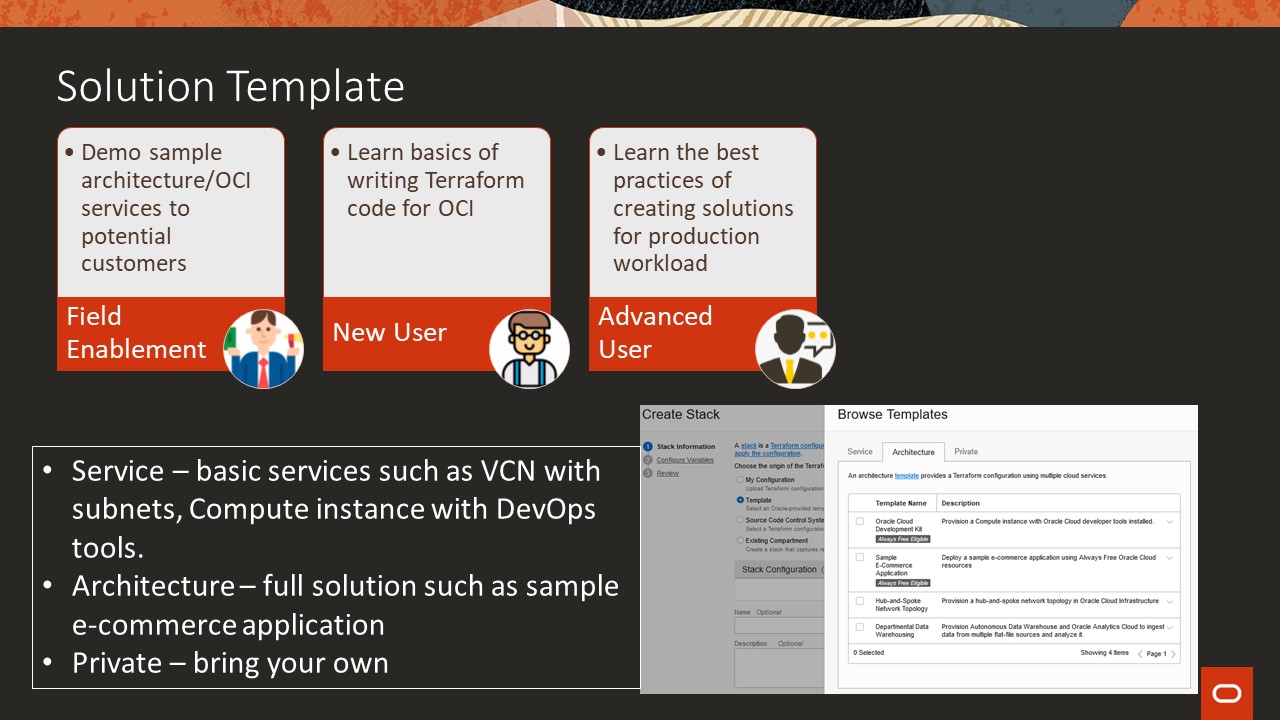 Solution Template
• Demo sample
architecture/OCI
services to
potential
customers
Field
Enablement
• Learn basics of
writing Terraform
code for OCI
New User
• Learn the best
practices of
creating solutions
for production
workload
Advanced
User
• Service – basic services such as VCN with
subnets, Compute instance with DevOps
tools.
• Architecture – full solution such as sample
e-commerce application
• Private – bring your own
Create Stack
1 Stack Information
2 Configure Variables
3 Review
A stack is a Terraform configur
apply the configuration.
Choose the origin of the Terraf
My Configuration
Upload Terraform configuration
Template
Select an Oracle-provided temp
Source Code Control Syste
Select a Terraform configuratio
Existing Compartment
Create a stack that captures re
Stack Configuration (
Name Optional
Description Optional
Browse Templates
Service Architecture Private
An architecture template provides a Terraform configuration using multiple cloud services.
Template Name Description
Oracle Cloud
Development Kit
Always Free Eligible
Provision a Compute instance with Oracle Cloud developer tools installed.
Sample
E-Commerce
Application
Always Free Eligible
Deploy a sample e-commerce application using Always Free Oracle Cloud
resources
Hub-and-Spoke
Network Topology
Provision a hub-and-spoke network topology in Oracle Cloud Infrastructure
Departmental Data
Warehousing
Provision Autonomous Data Warehouse and Oracle Analytics Cloud to ingest
data from multiple flat-file sources and analyze it.
0 Selected
Showing 4 Items < Page 1 >